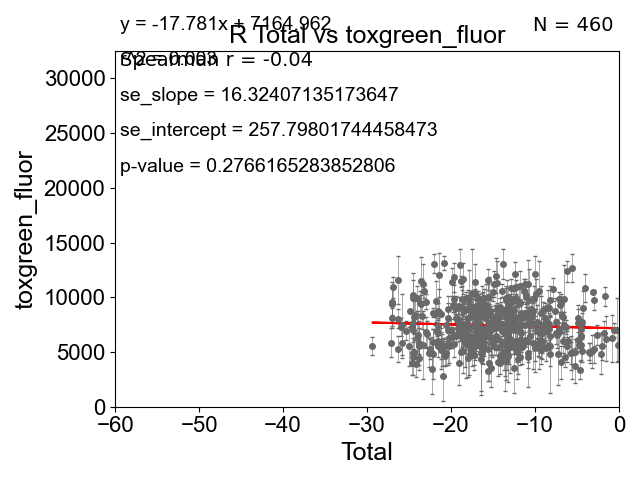 y = -17.781x + 7164.962
N = 460
R Total vs toxgreen_fluor
r^2 = 0.003
Spearman r = -0.04
se_slope = 16.32407135173647
se_intercept = 257.79801744458473
p-value = 0.2766165283852806
toxgreen_fluor
30000
25000
20000
15000
10000
5000
0
−60 −50 −40 −30 −20 −10 0
Total